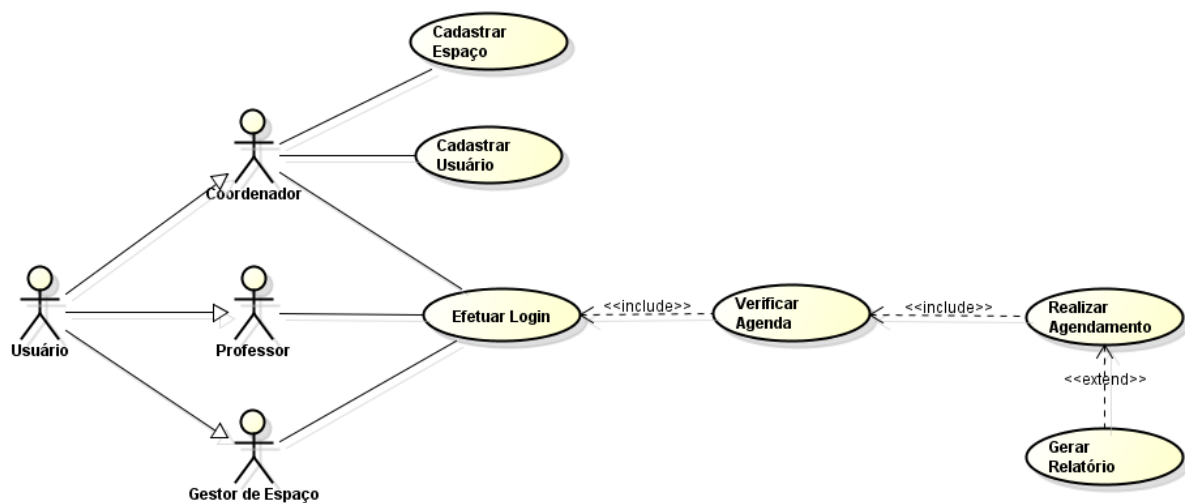 Cadastrar
Espaço
Cadastrar
Usuário
Coordenador
Usuário
Professor
Efetuar Login
<<include>>
Verificar
Agenda
<<include>>
Realizar
Agendamento
<<extend>>
Gerar
Relatório
Gestor de Espaço